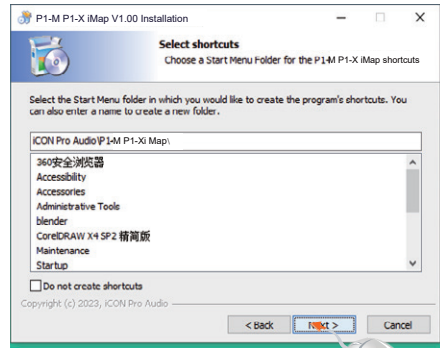 P1-M P1-X iMap V1.00 Installation
Select shortcuts
Choose a Start Menu Folder for the P1-M P1-X iMap shortcuts
Select the Start Menu folder in which you would like to create the program's shortcuts. You
can also enter a name to create a new folder.
iCON Pro Audio\P1-M P1-Xi Map\
360安全浏览器
Accessibility
Accessories
Administrative Tools
blender
CorelDRAW X4 SP2 精简版
Maintenance
Startup
Do not create shortcuts
Copyright (c) 2023, iCON Pro Audio
< Back Next > Cancel